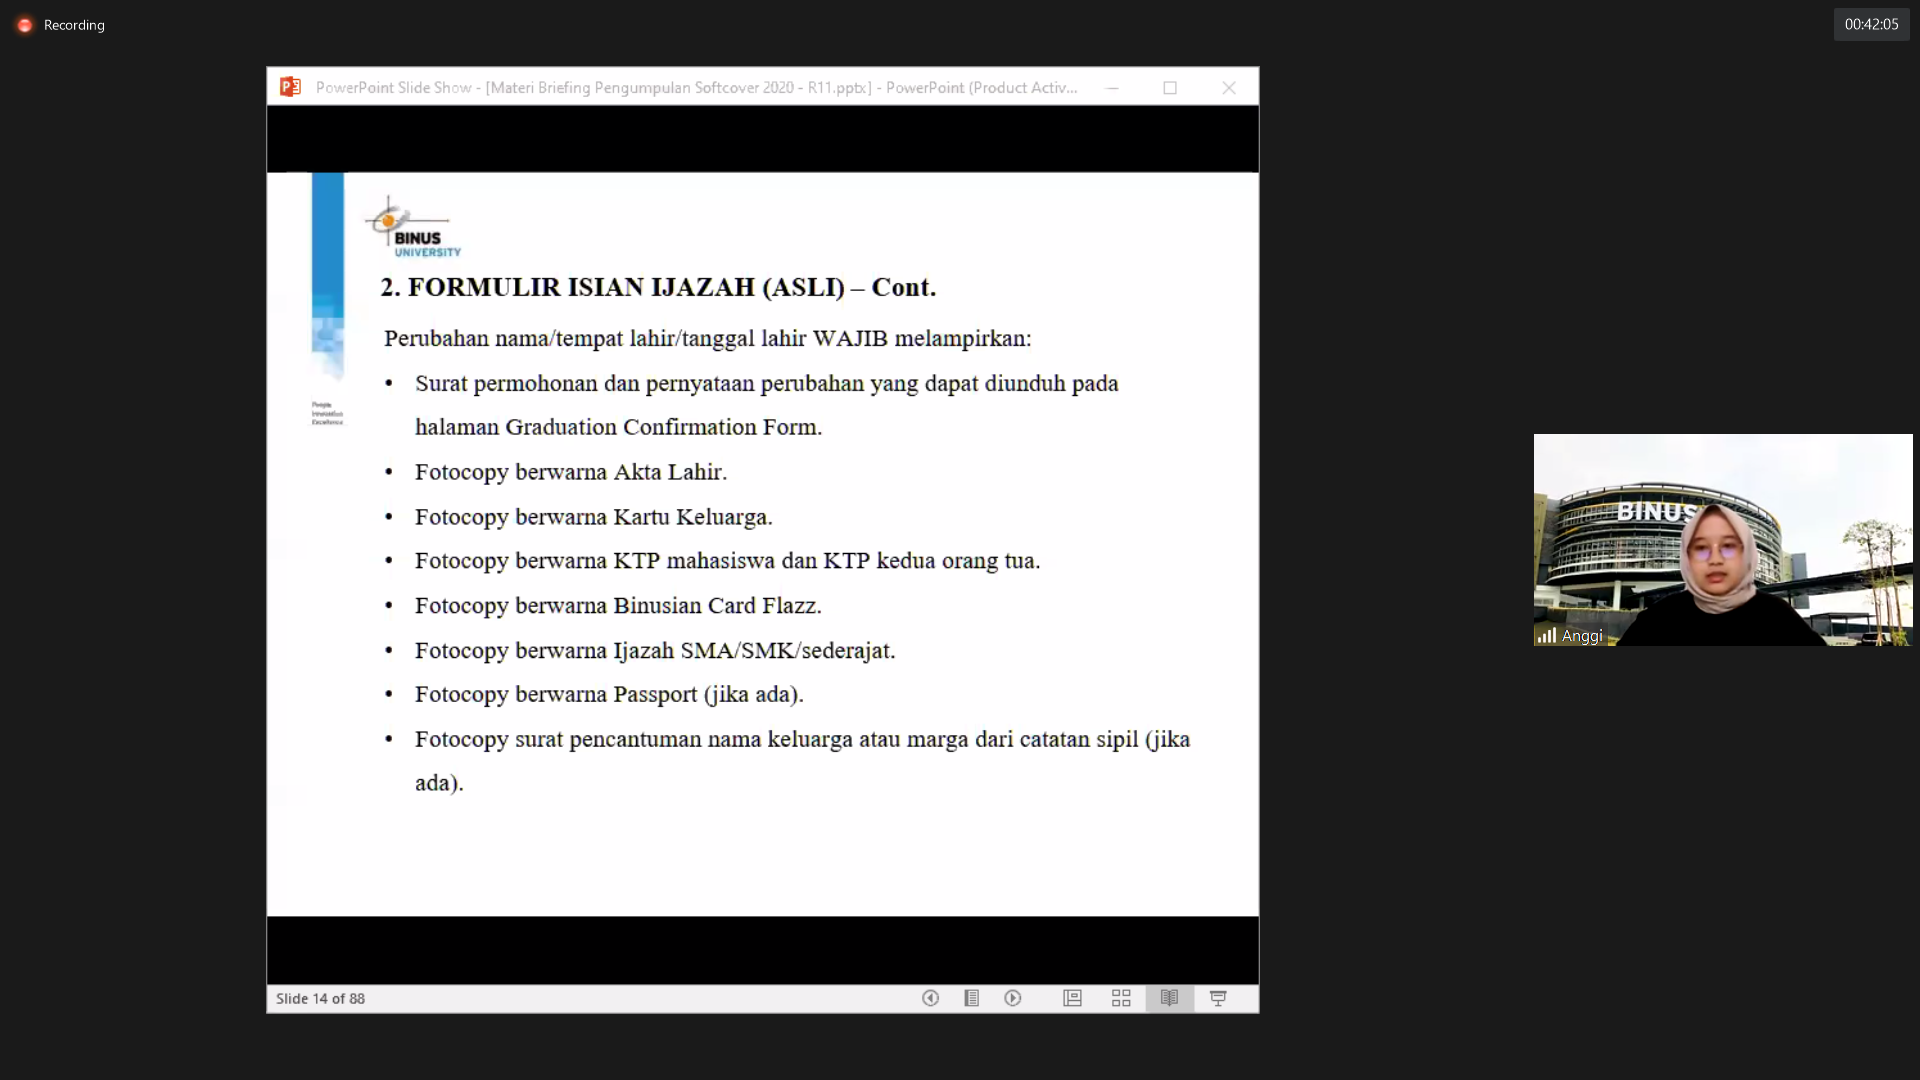 Recording
00:42:05
PowerPoint Slide Show - [Materi Briefing Pengumpulan Softcover 2020 - R11.pptx] - PowerPoint (Product Activ...
BINUS
UNIVERSITY
2. FORMULIR ISIAN IJAZAH (ASLI) – Cont.
Perubahan nama/tempat lahir/tanggal lahir WAJIB melampirkan:
• Surat permohonan dan pernyataan perubahan yang dapat diunduh pada
halaman Graduation Confirmation Form.
People
Innovation
Excellence
• Fotocopy berwarna Akta Lahir.
• Fotocopy berwarna Kartu Keluarga.
• Fotocopy berwarna KTP mahasiswa dan KTP kedua orang tua.
• Fotocopy berwarna Binusian Card Flazz.
• Fotocopy berwarna Ijazah SMA/SMK/sederajat.
• Fotocopy berwarna Passport (jika ada).
• Fotocopy surat pencantuman nama keluarga atau marga dari catatan sipil (jika
ada).
Slide 14 of 88
BINUS
Anggi